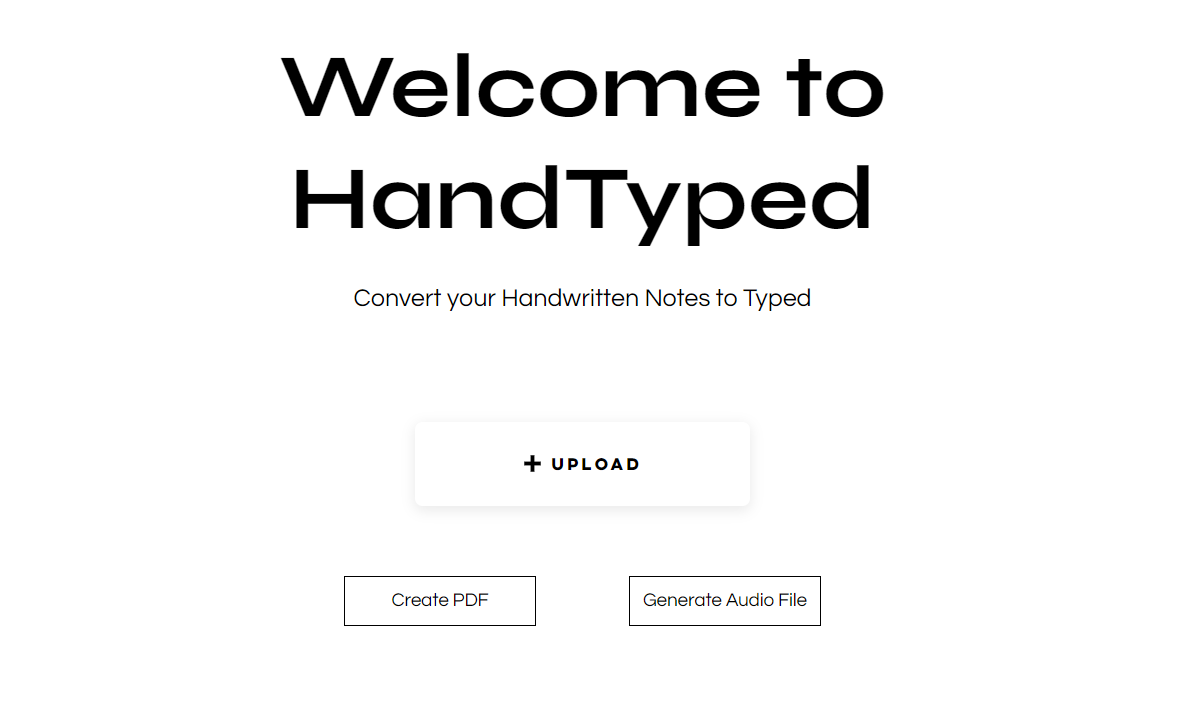 Welcome to
HandTyped
Convert your Handwritten Notes to Typed
+ UPLOAD
Create PDF
Generate Audio File